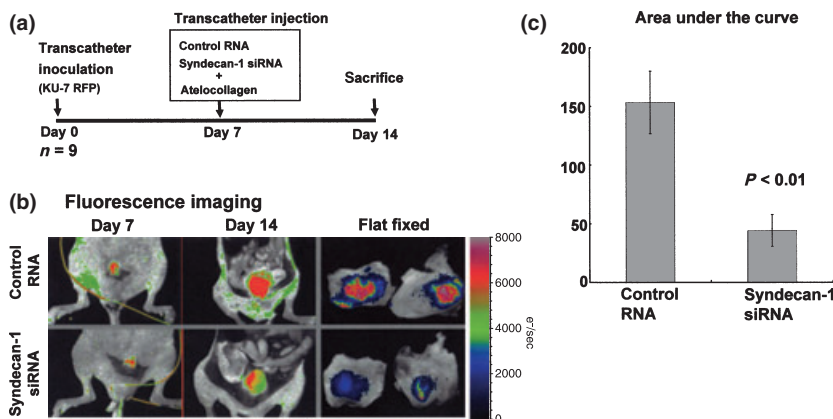 (a)
Transcatheter injection
Transcatheter
inoculation
(KU-7 RFP)
Control RNA
Syndecan-1 siRNA
+
Atelocollagen
Sacrifice
Day 0
Day 7
Day 14
n = 9
(b)
Fluorescence imaging
Day 7
Day 14
Flat fixed
Control
RNA
Syndecan-1
siRNA
8000
6000
4000
2000
0
e-/sec
(c)
Area under the curve
200
150
100
50
0
P < 0.01
Control
RNA
Syndecan-1
siRNA